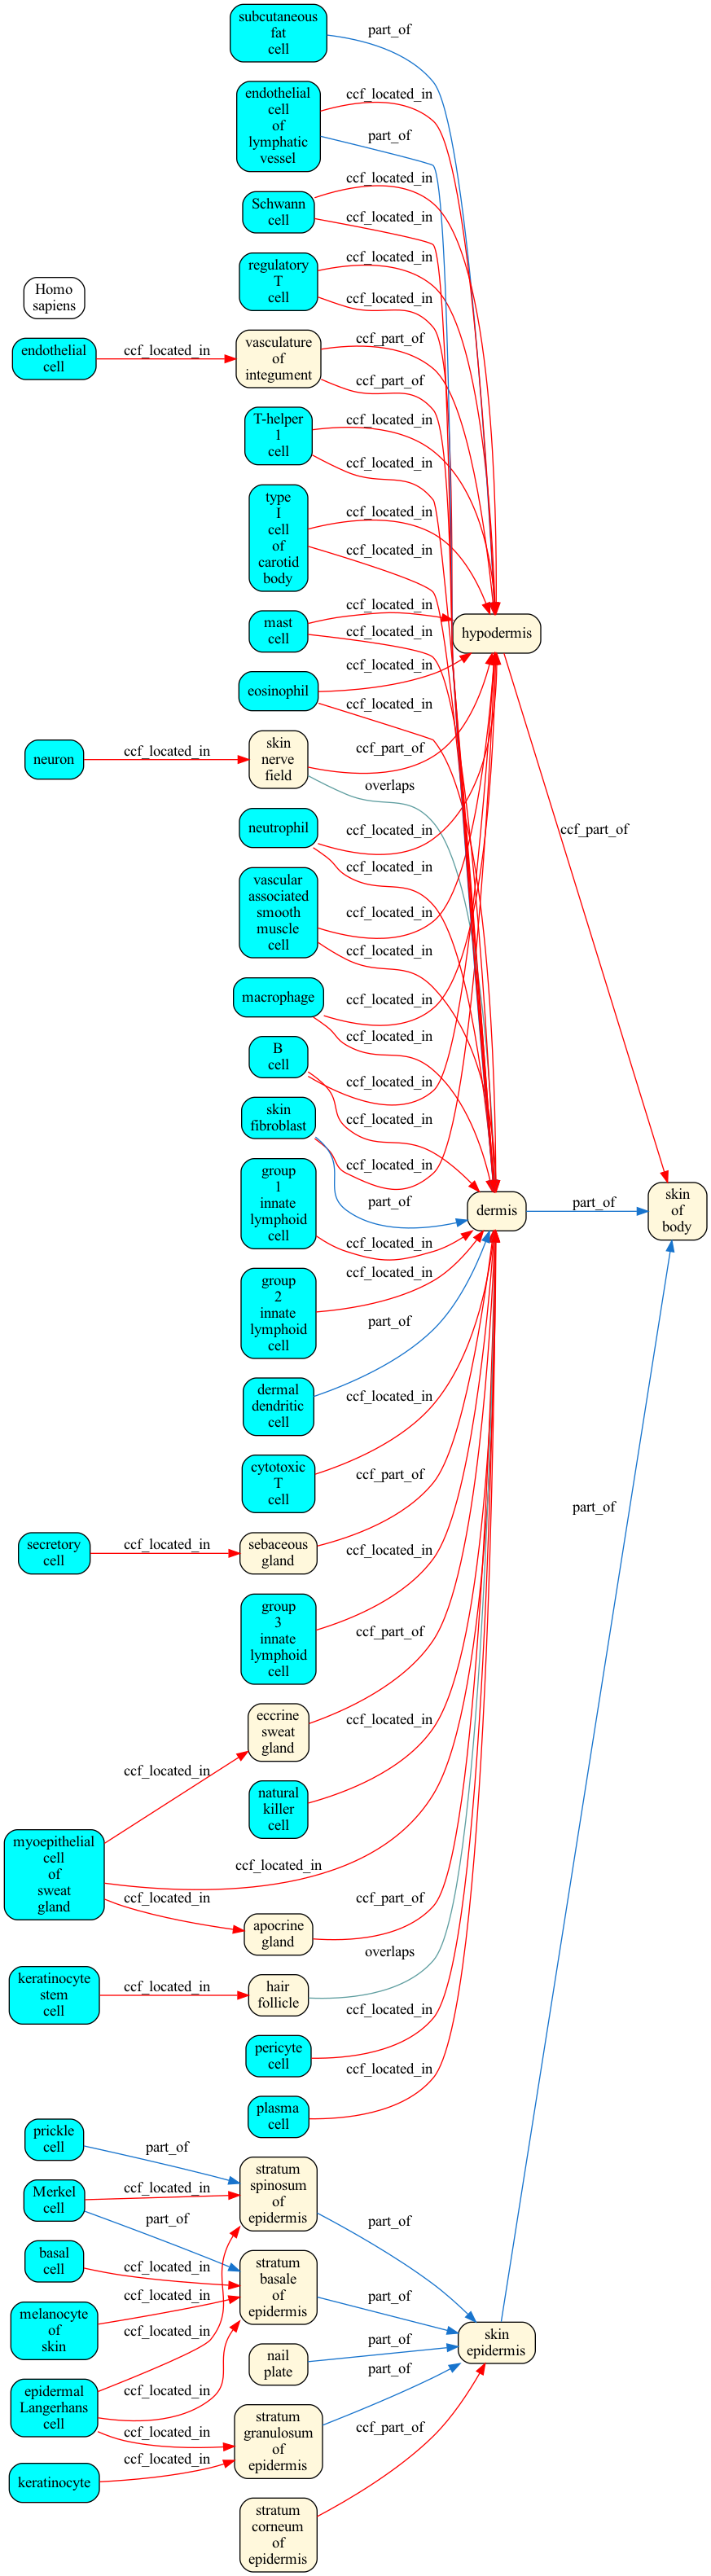 subcutaneous
fat
cell
part_of
endothelial
cell
of
lymphatic
vessel
ccf_located_in
part_of
Schwann
cell
ccf_located_in
ccf_located_in
regulatory
T
cell
ccf_located_in
ccf_located_in
Homo
sapiens
endothelial
cell
ccf_located_in
vasculature
of
integument
ccf_part_of
ccf_part_of
T-helper
1
cell
ccf_located_in
ccf_located_in
type
I
cell
of
carotid
body
ccf_located_in
ccf_located_in
mast
cell
ccf_located_in
ccf_located_in
hypodermis
eosinophil
ccf_located_in
ccf_located_in
neuron
ccf_located_in
skin
nerve
field
ccf_part_of
overlaps
neutrophil
ccf_located_in
ccf_located_in
ccf_part_of
vascular
associated
smooth
muscle
cell
ccf_located_in
ccf_located_in
macrophage
ccf_located_in
ccf_located_in
B
cell
ccf_located_in
ccf_located_in
skin
fibroblast
ccf_located_in
part_of
group
1
innate
lymphoid
cell
ccf_located_in
dermis
part_of
skin
of
body
group
2
innate
lymphoid
cell
ccf_located_in
dermal
dendritic
cell
part_of
cytotoxic
T
cell
ccf_located_in
secretory
cell
ccf_located_in
sebaceous
gland
ccf_part_of
part_of
group
3
innate
lymphoid
cell
ccf_located_in
eccrine
sweat
gland
ccf_part_of
natural
killer
cell
ccf_located_in
myoepithelial
cell
of
sweat
gland
ccf_located_in
ccf_located_in
ccf_located_in
apocrine
gland
ccf_part_of
keratinocyte
stem
cell
ccf_located_in
hair
follicle
overlaps
pericyte
cell
ccf_located_in
plasma
cell
ccf_located_in
prickle
cell
part_of
stratum
spinosum
of
epidermis
part_of
Merkel
cell
ccf_located_in
part_of
basal
cell
ccf_located_in
stratum
basale
of
epidermis
part_of
melanocyte
of
skin
ccf_located_in
ccf_located_in
skin
epidermis
nail
plate
part_of
epidermal
Langerhans
cell
ccf_located_in
ccf_located_in
stratum
granulosum
of
epidermis
part_of
keratinocyte
ccf_located_in
stratum
corneum
of
epidermis
ccf_part_of